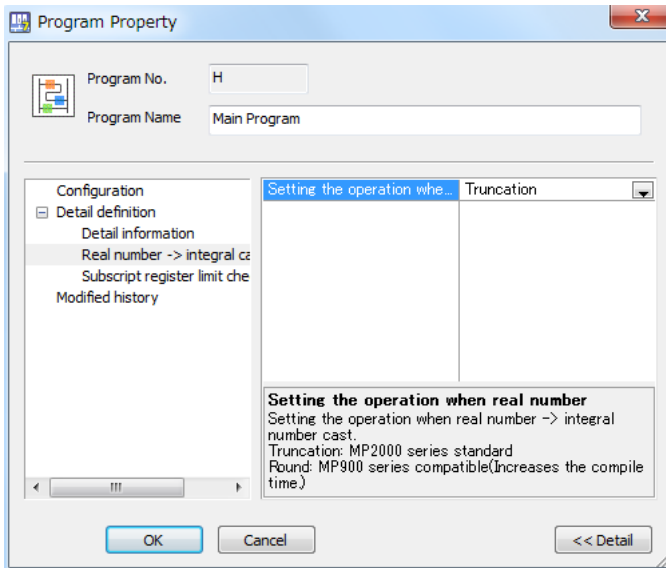 Program Property
Program No. H
Program Name Main Program
Configuration
Detail definition
Detail information
Real number -> integral ca
Subscript register limit che
Modified history
Setting the operation whe... Truncation
Setting the operation when real number
Setting the operation when real number -> integral
number cast.
Truncation: MP2000 series standard
Round: MP900 series compatible(Increases the compile
time.)
OK Cancel << Detail